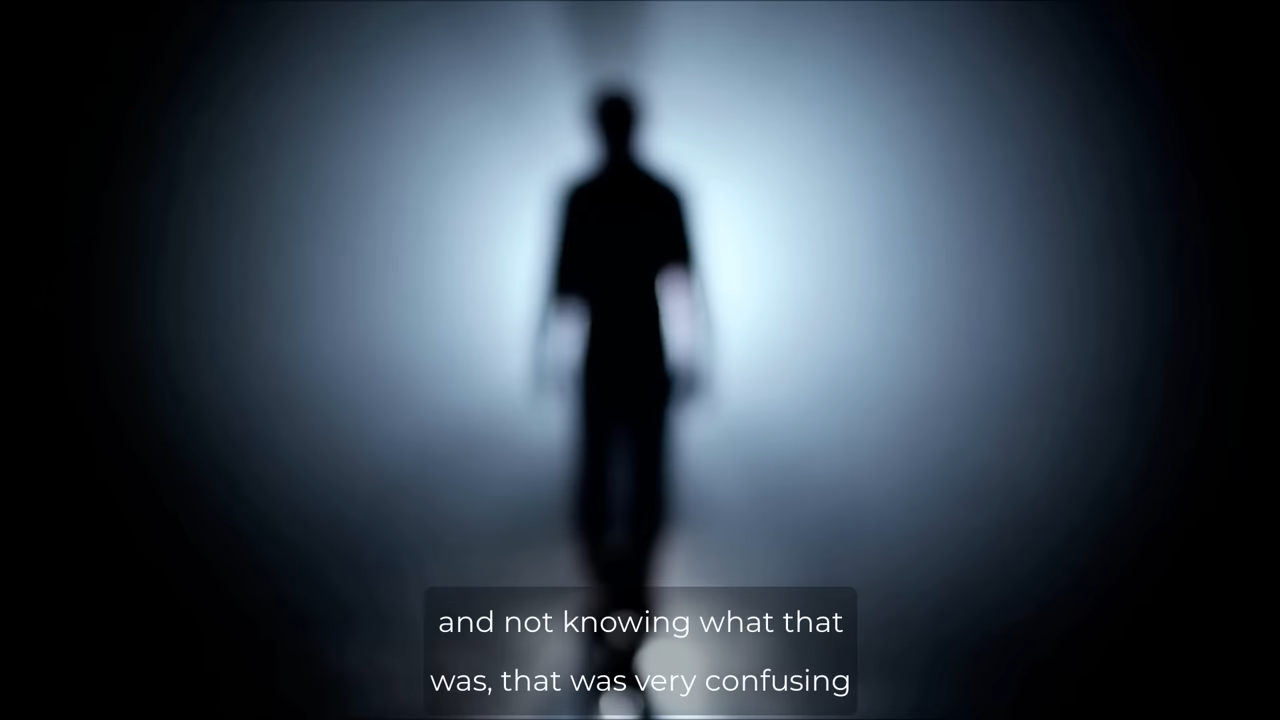 and not knowing what that
was, that was very confusing